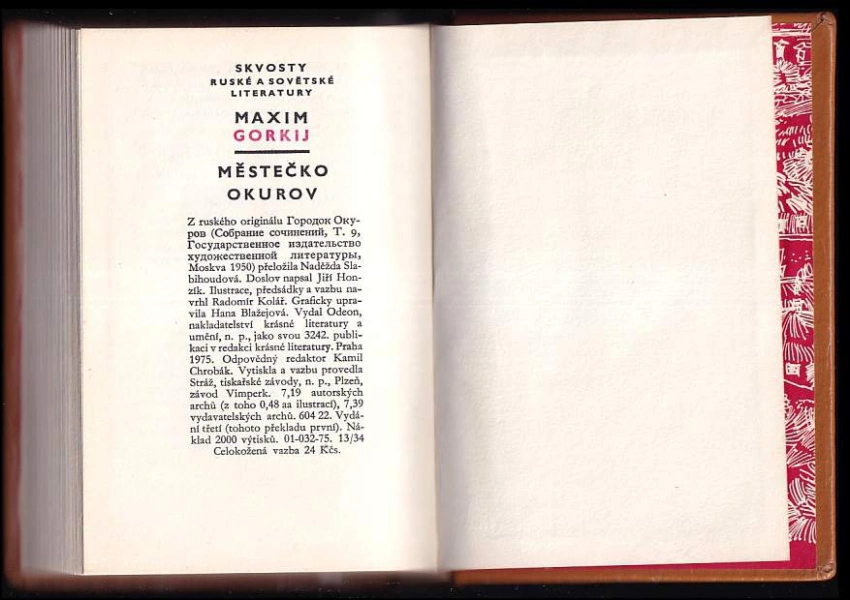 SKVOSTY
RUSKÉ A SOVĚTSKÉ
LITERATURY
MAXIM
GORKIJ
MĚSTEČKO
OKUROV
Z ruského originálu Городок Оку-
ров (Собрание сочинений, Т. 9,
Государственное издательство
художественной литературы,
Moskva 1950) přeložila Naděžda Sla-
bihoudová. Doslov napsal Jiří Hon-
zík. Ilustrace, předsádky a vazbu na-
vrhl Radomír Kolář. Graficky upra-
vila Hana Blažejová. Vydal Odeon,
nakladatelství krásné literatury a
umění, n. p., jako svou 3242. publi-
kaci v redakci krásné literatury. Praha
1975. Odpovědný redaktor Kamil
Chrobák. Vytiskla a vazbu provedla
Stráž, tiskařské závody, n. p., Plzeň,
závod Vimperk. 7,19 autorských
archů (z toho 0,48 aa ilustrací), 7,39
vydavatelských archů. 604 22. Vydá-
ní třetí (tohoto překladu první). Ná-
klad 2000 výtisků. 01-032-75. 13/34
Celokožená vazba 24 Kčs.